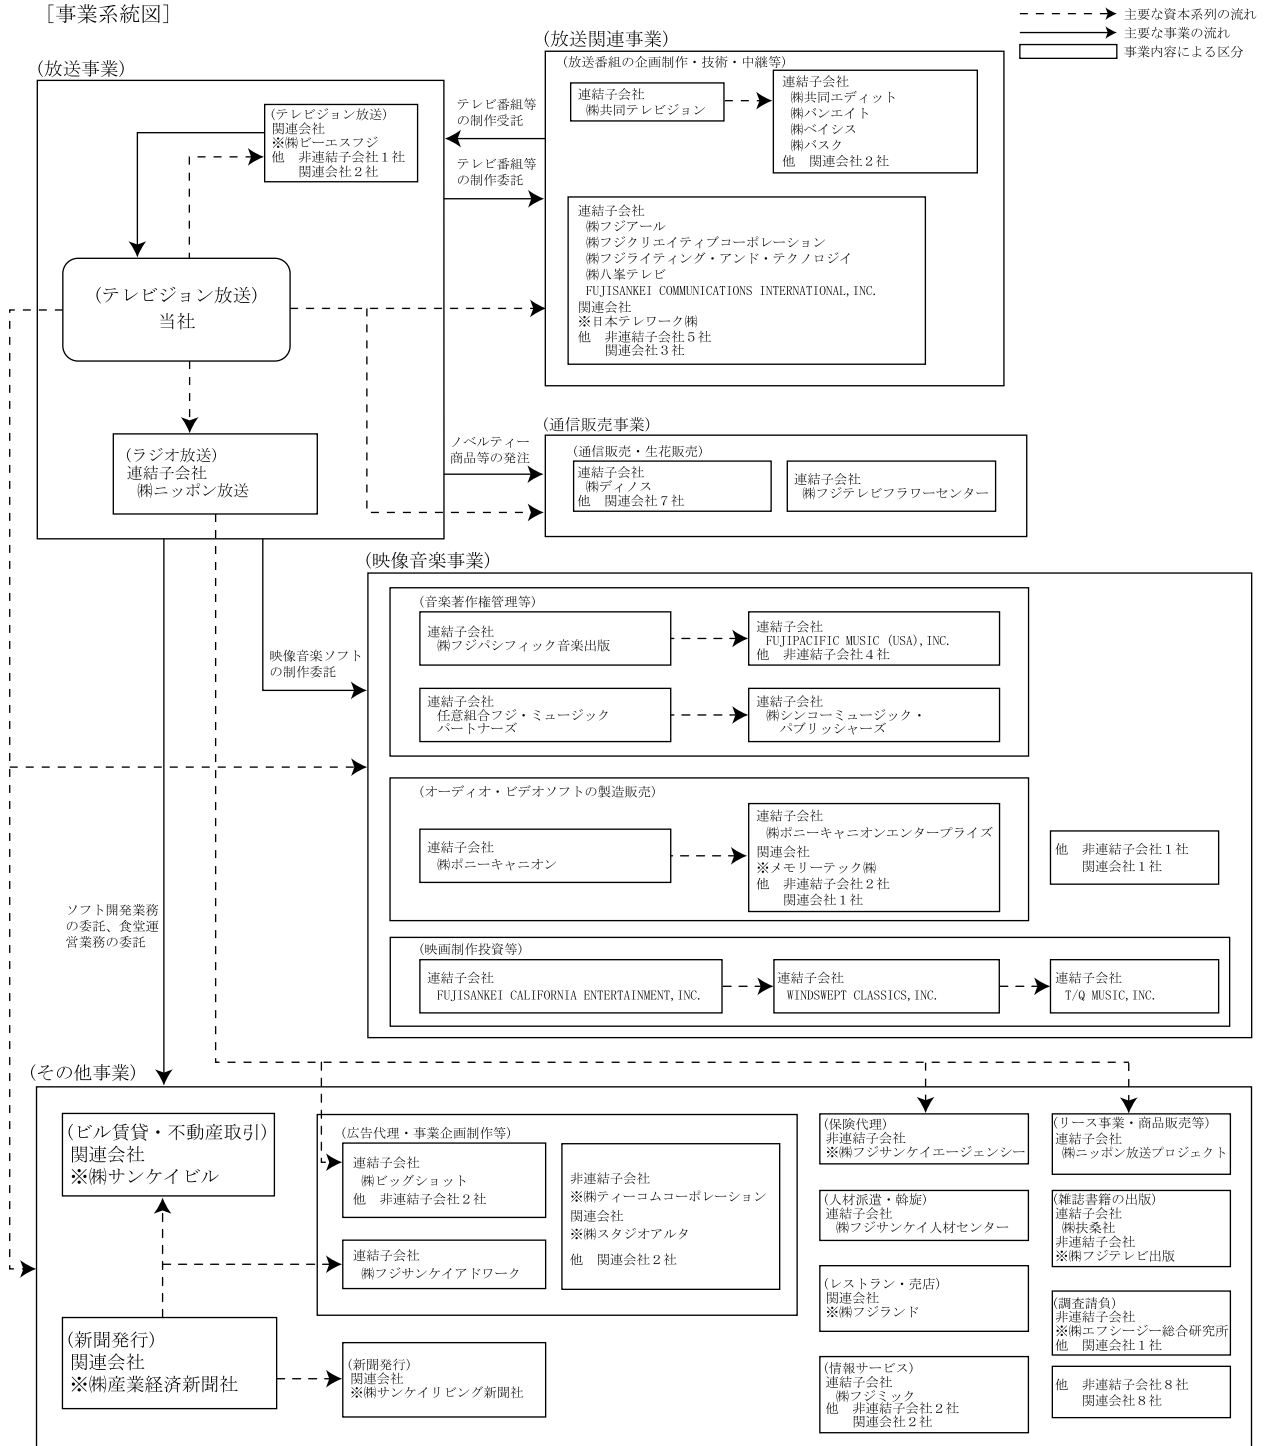 ［事業系統図］
主要な資本系列の流れ
主要な事業の流れ
事業内容による区分
(放送事業)
(テレビジョン放送)
関連会社
※㈱ビーエスフジ
他　非連結子会社１社
関連会社２社
(テレビジョン放送)
当社
(ラジオ放送)
連結子会社
㈱ニッポン放送
テレビ番組等
の制作受託
テレビ番組等
の制作委託
(放送関連事業)
(放送番組の企画制作・技術・中継等)
連結子会社
㈱共同テレビジョン
連結子会社
㈱共同エディット
㈱バンエイト
㈱ベイシス
㈱バスク
他　関連会社２社
連結子会社
㈱フジアール
㈱フジクリエイティブコーポレーション
㈱フジライティング・アンド・テクノロジイ
㈱八峯テレビ
FUJISANKEI COMMUNICATIONS INTERNATIONAL,INC.
関連会社
※日本テレワーク㈱
他　非連結子会社５社
関連会社３社
ノベルティー
商品等の発注
(通信販売事業)
(通信販売・生花販売)
連結子会社
㈱ディノス
他　関連会社７社
連結子会社
㈱フジテレビフラワーセンター
映像音楽ソフト
の制作委託
(映像音楽事業)
(音楽著作権管理等)
連結子会社
㈱フジパシフィック音楽出版
連結子会社
FUJIPACIFIC MUSIC (USA),INC.
他　非連結子会社４社
連結子会社
任意組合フジ・ミュージック
パートナーズ
連結子会社
㈱シンコーミュージック・
パブリッシャーズ
(オーディオ・ビデオソフトの製造販売)
連結子会社
㈱ポニーキャニオン
連結子会社
㈱ポニーキャニオンエンタープライズ
関連会社
※メモリーテック㈱
他　非連結子会社２社
関連会社１社
他　非連結子会社１社
関連会社１社
(映画制作投資等)
連結子会社
FUJISANKEI CALIFORNIA ENTERTAINMENT,INC.
連結子会社
WINDSWEPT CLASSICS,INC.
連結子会社
T/Q MUSIC,INC.
ソフト開発業務
の委託、食堂運
営業務の委託
(その他事業)
(ビル賃貸・不動産取引)
関連会社
※㈱サンケイビル
(新聞発行)
関連会社
※㈱産業経済新聞社
(広告代理・事業企画制作等)
連結子会社
㈱ビッグショット
他　非連結子会社２社
連結子会社
㈱フジサンケイアドワーク
非連結子会社
※㈱ティーコムコーポレーション
関連会社
※㈱スタジオアルタ
他　関連会社２社
(新聞発行)
関連会社
※㈱サンケイリビング新聞社
(保険代理)
非連結子会社
※㈱フジサンケイエージェンシー
(人材派遣・斡旋)
連結子会社
㈱フジサンケイ人材センター
(レストラン・売店)
関連会社
※㈱フジランド
(情報サービス)
連結子会社
㈱フジミック
他　非連結子会社２社
関連会社２社
(リース事業・商品販売等)
連結子会社
㈱ニッポン放送プロジェクト
(雑誌書籍の出版)
連結子会社
㈱扶桑社
非連結子会社
※㈱フジテレビ出版
(調査請負)
非連結子会社
※㈱エフシージー総合研究所
他　関連会社１社
他　非連結子会社８社
関連会社８社